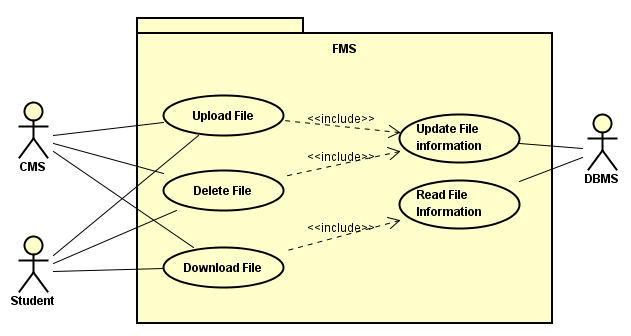 FMS
Upload File
<<include>>
Update File
information
CMS
<<include>>
DBMS
Delete File
Read File
Information
<<include>>
Download File
Student